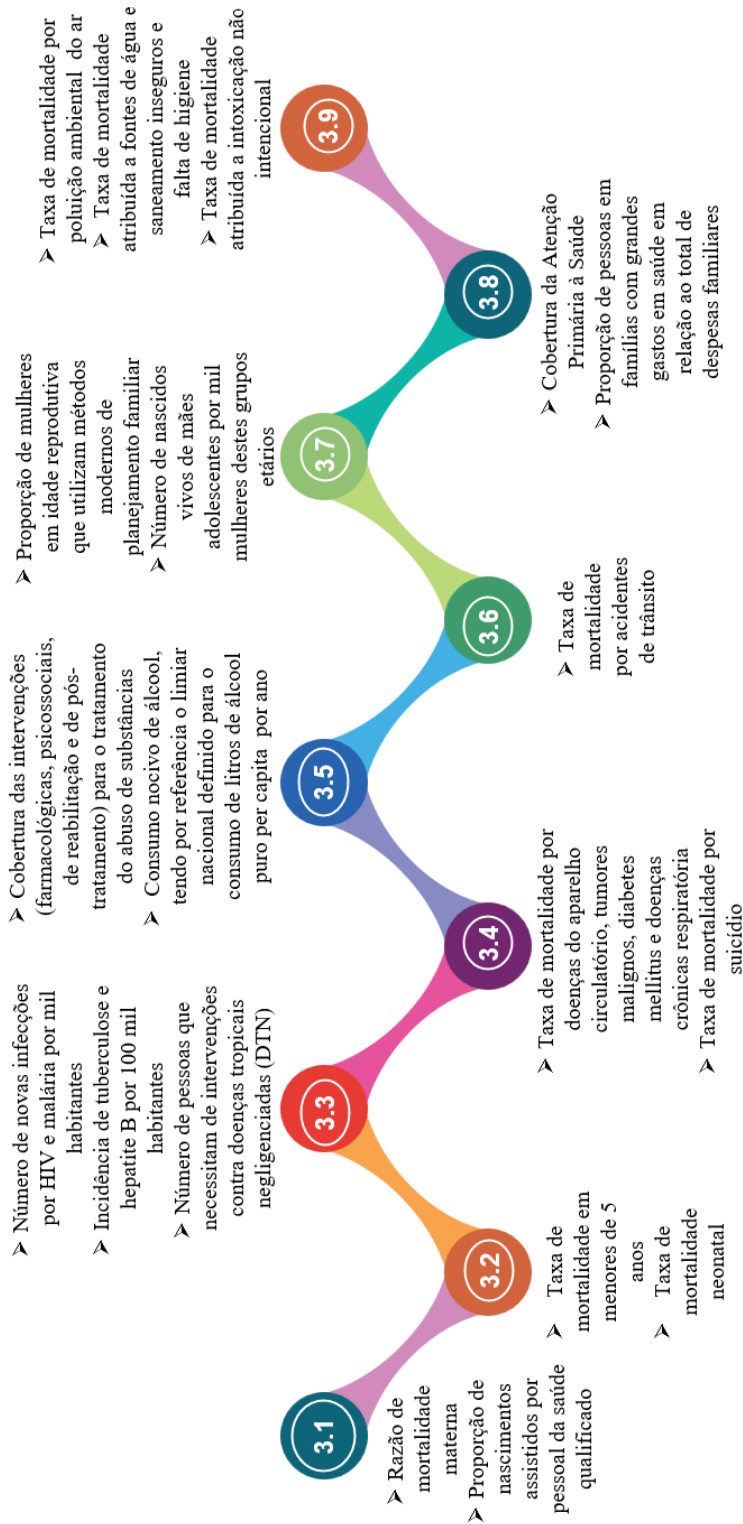 3.1
➢ Razão de
mortalidade
materna
➢ Proporção de
nascimentos
assistidos por
pessoal da saúde
qualificado
3.2
➢ Taxa de
mortalidade em
menores de 5
anos
➢ Taxa de
mortalidade
neonatal
➢ Número de novas infecções
por HIV e malária por mil
habitantes
➢ Incidência de tuberculose e
hepatite B por 100 mil
habitantes
➢ Número de pessoas que
necessitam de intervenções
contra doenças tropicais
negligenciadas (DTN)
3.3
3.4
➢ Taxa de mortalidade por
doenças do aparelho
circulatório, tumores
malignos, diabetes
mellitus e doenças
crônicas respiratória
➢ Taxa de mortalidade por
suicídio
➢ Cobertura das intervenções
(farmacológicas, psicossociais,
de reabilitação e de pós-
tratamento) para o tratamento
do abuso de substâncias
➢ Consumo nocivo de álcool,
tendo por referência o limiar
nacional definido para o
consumo de litros de álcool
puro per capita por ano
3.5
3.6
➢ Taxa de
mortalidade
por acidentes
de trânsito
➢ Proporção de mulheres
em idade reprodutiva
que utilizam métodos
modernos de
planejamento familiar
➢ Número de nascidos
vivos de mães
adolescentes por mil
mulheres destes grupos
etários
3.7
3.8
➢ Cobertura da Atenção
Primária à Saúde
➢ Proporção de pessoas em
famílias com grandes
gastos em saúde em
relação ao total de
despesas familiares
➢ Taxa de mortalidade por
poluição ambiental do ar
➢ Taxa de mortalidade
atribuída a fontes de água e
saneamento inseguros e
falta de higiene
➢ Taxa de mortalidade
atribuída a intoxicação não
intencional
3.9